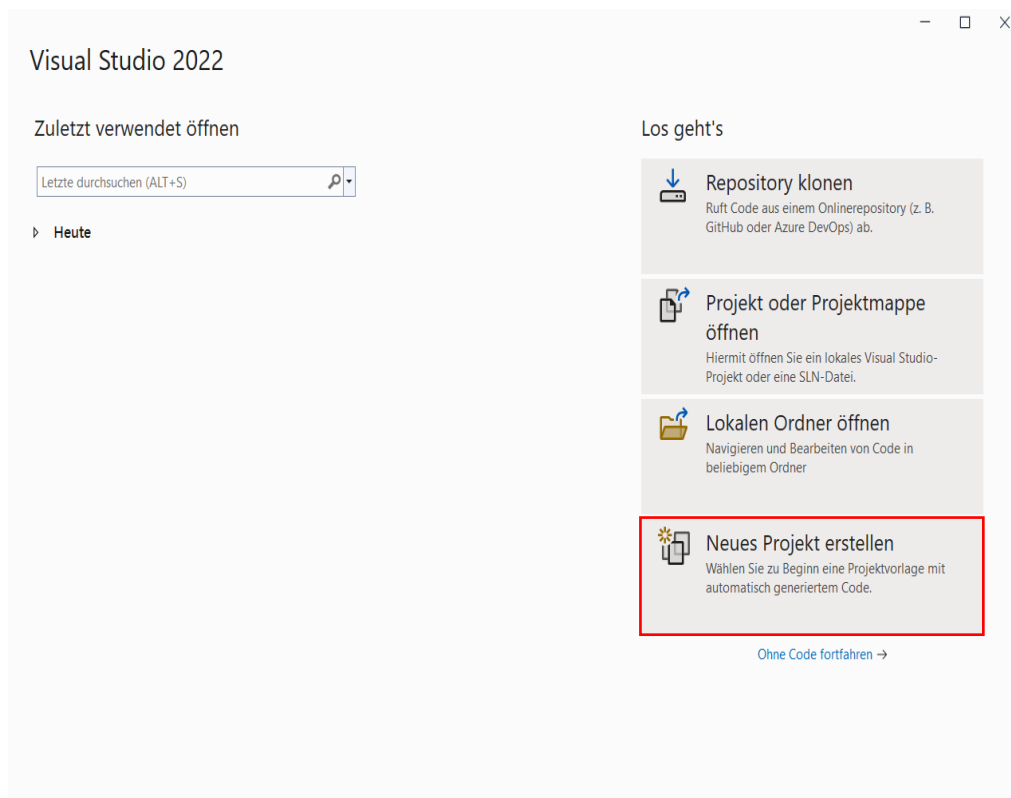 Visual Studio 2022
Zuletzt verwendet öffnen
Letzte durchsuchen (ALT+S)
Heute
Los geht's
Repository klonen
Ruft Code aus einem Onlinerepository (z. B.
GitHub oder Azure DevOps) ab.
Projekt oder Projektmappe
öffnen
Hiermit öffnen Sie ein lokales Visual Studio-
Projekt oder eine SLN-Datei.
Lokalen Ordner öffnen
Navigieren und Bearbeiten von Code in
beliebigem Ordner
Neues Projekt erstellen
Wählen Sie zu Beginn eine Projektvorlage mit
automatisch generiertem Code.
Ohne Code fortfahren →